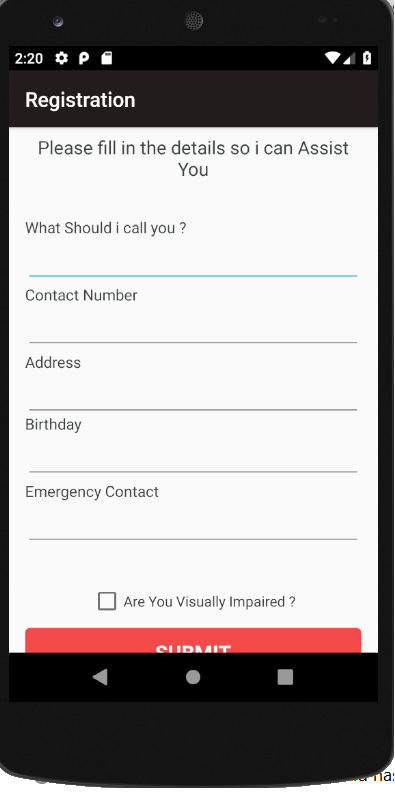 2:20
Registration
Please fill in the details so i can Assist
You
What Should i call you ?
Contact Number
Address
Birthday
Emergency Contact
Are You Visually Impaired ?
SUBMIT